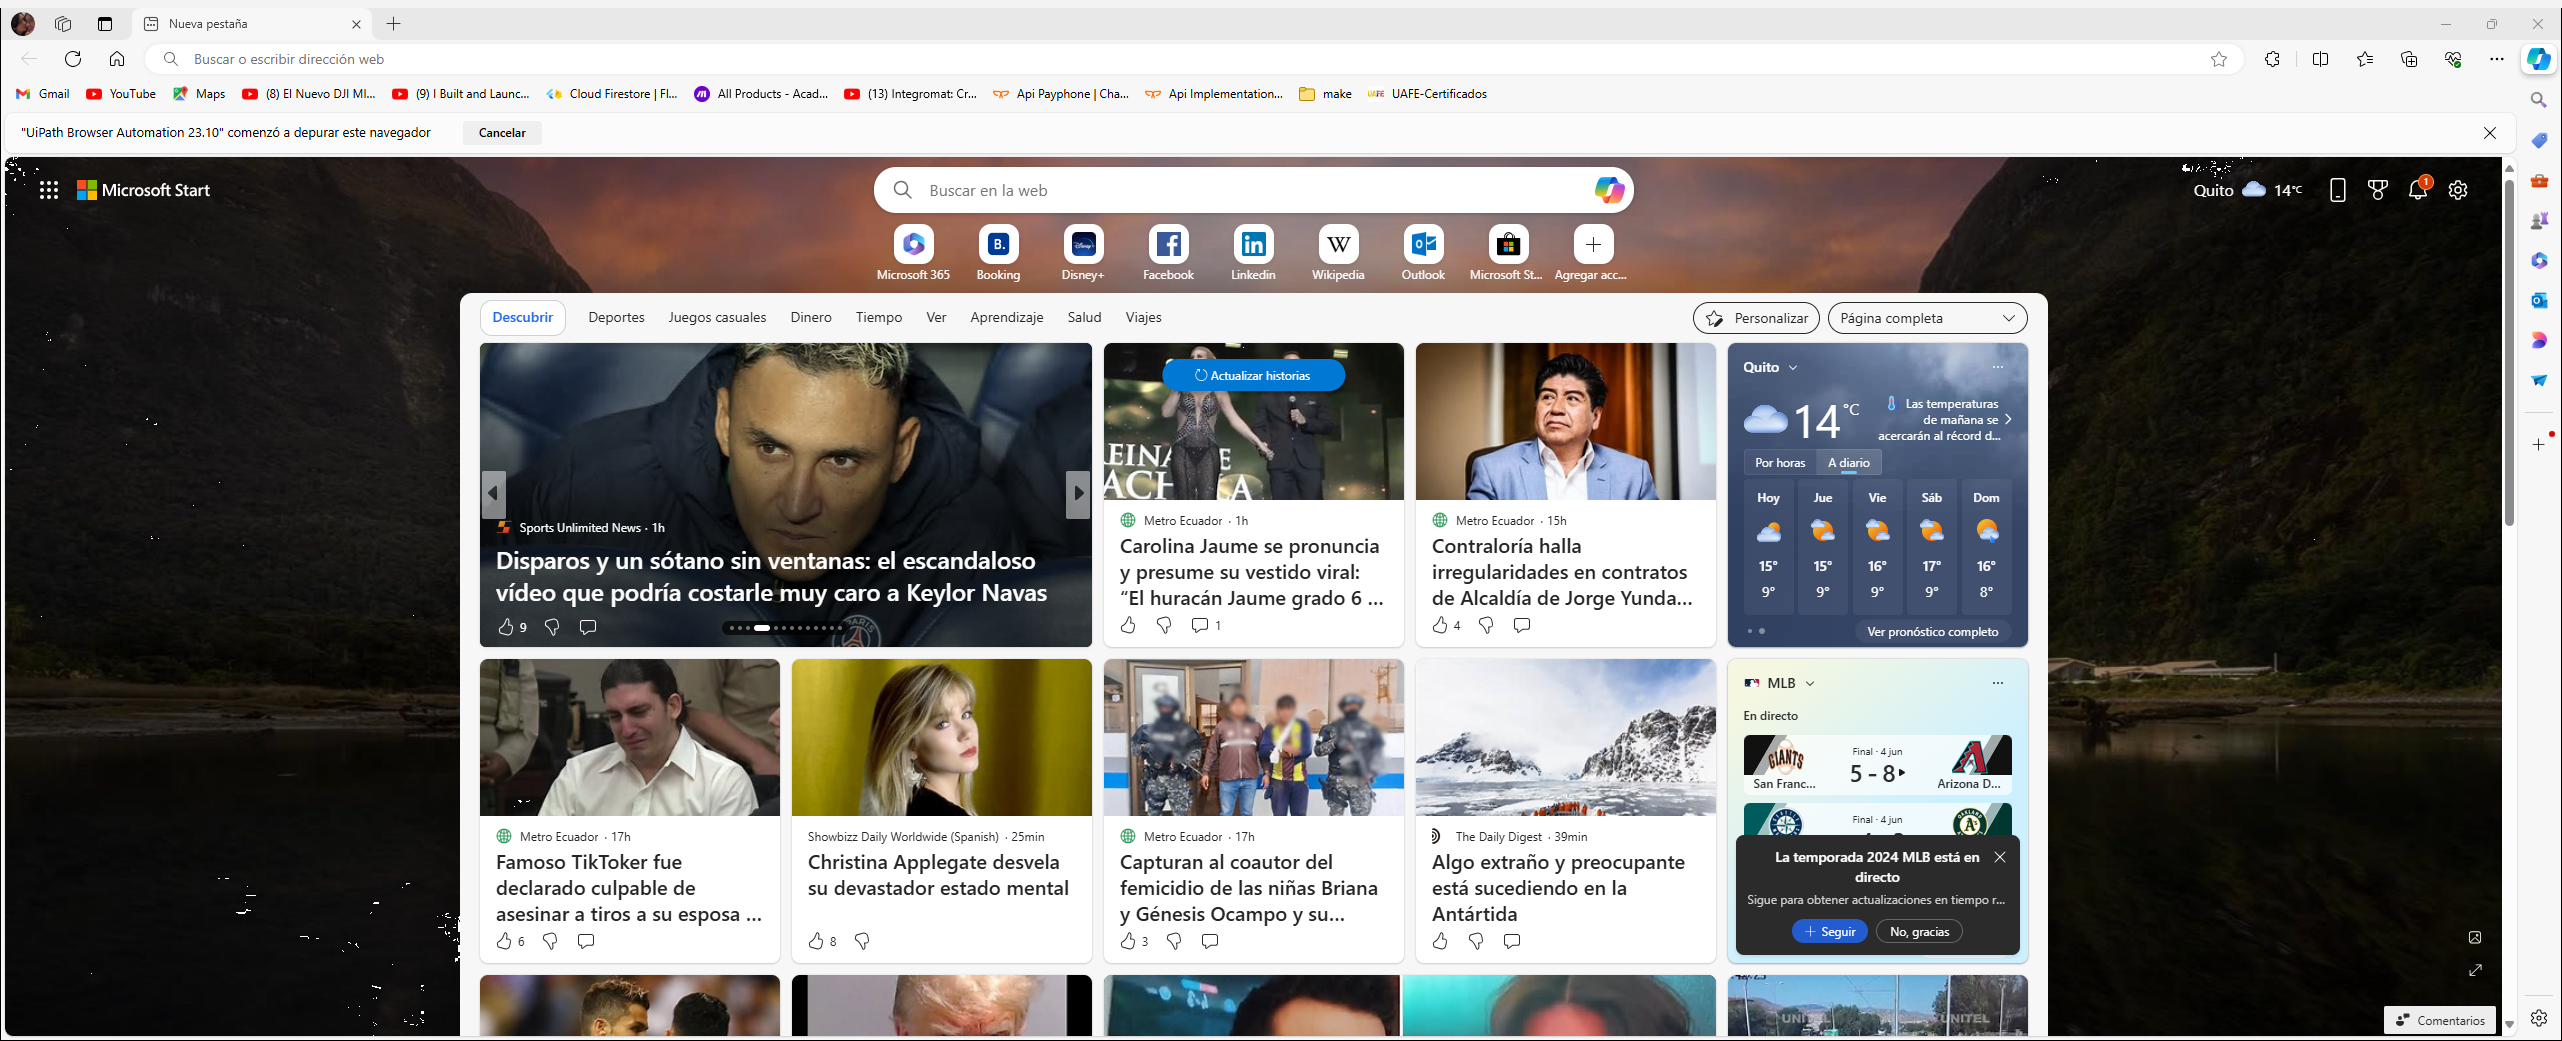 Nueva pestaña
Buscar o escribir dirección web
Gmail
YouTube
Maps
(8) El Nuevo DJI MI...
(9) I Built and Launc...
Cloud Firestore | Fi...
All Products - Acad...
(13) Integromat: Cr...
Api Payphone | Cha...
Api Implementation...
make
UAFE-Certificados
"UiPath Browser Automation 23.10" comenzó a depurar este navegador
Cancelar
Microsoft Start
Buscar en la web
Quito
14°C
1
Microsoft 365
Booking
Disney+
Facebook
Linkedin
Wikipedia
Outlook
Microsoft St...
Agregar acc...
Descubrir
Deportes
Juegos casuales
Dinero
Tiempo
Ver
Aprendizaje
Salud
Viajes
Personalizar
Página completa
Sports Unlimited News · 1h
Disparos y un sótano sin ventanas: el escandaloso
vídeo que podría costarle muy caro a Keylor Navas
9
Actualizar historias
Metro Ecuador · 1h
Carolina Jaume se pronuncia
y presume su vestido viral:
“El huracán Jaume grado 6 ...
1
Metro Ecuador · 15h
Contraloría halla
irregularidades en contratos
de Alcaldía de Jorge Yunda...
4
Quito
14°C
Las temperaturas
de mañana se
acercarán al récord d...
Por horas
A diario
Hoy
Jue
Vie
Sáb
Dom
15°
15°
16°
17°
16°
9°
9°
9°
9°
8°
Ver pronóstico completo
Metro Ecuador · 17h
Famoso TikToker fue
declarado culpable de
asesinar a tiros a su esposa ...
6
Showbizz Daily Worldwide (Spanish) · 25min
Christina Applegate desvela
su devastador estado mental
8
Metro Ecuador · 17h
Capturan al coautor del
femicidio de las niñas Briana
y Génesis Ocampo y su...
3
The Daily Digest · 39min
Algo extraño y preocupante
está sucediendo en la
Antártida
MLB
En directo
Final · 4 jun
GIANTS
5 - 8
San Franc...
Arizona D...
Final · 4 jun
La temporada 2024 MLB está en
directo
Sigue para obtener actualizaciones en tiempo r...
Seguir
No, gracias
UNITEL
UNITEL
Comentarios